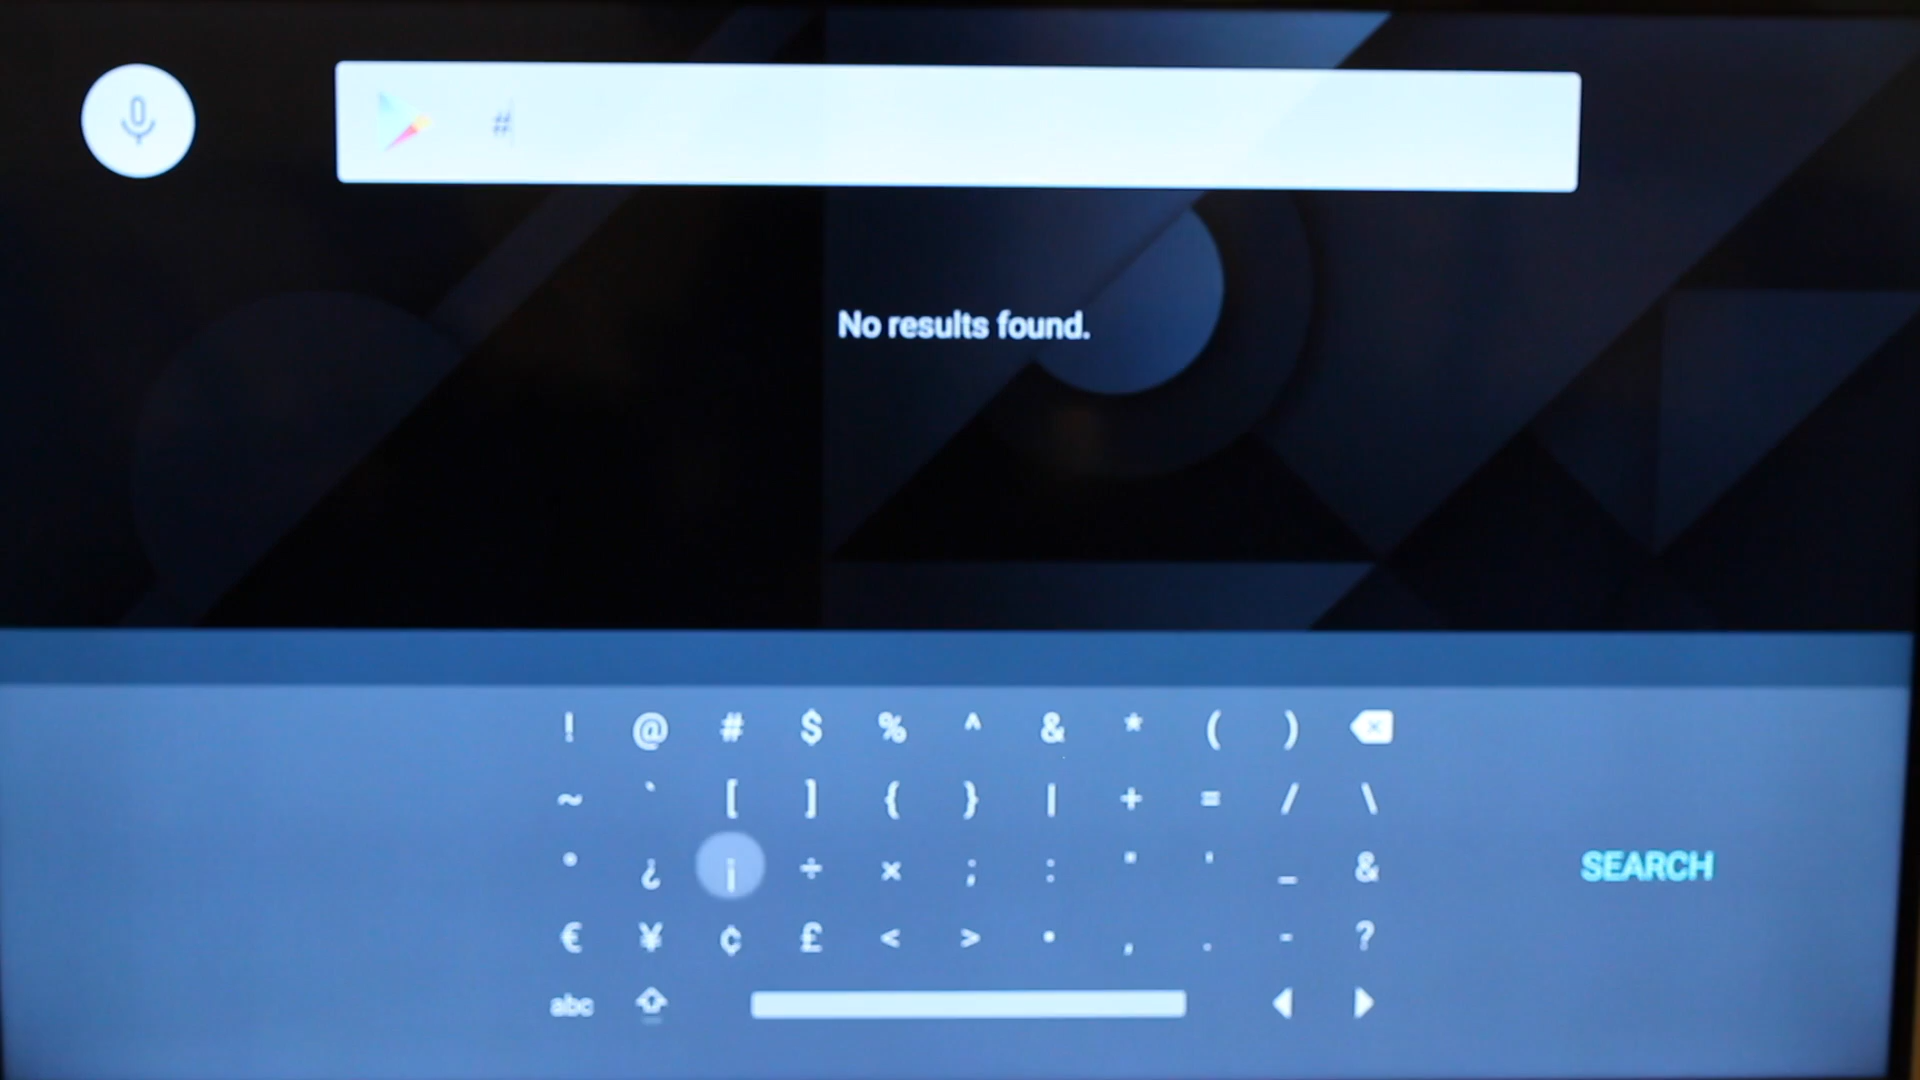 #
No results found.
! @ # $ % ^ & * ( )
~ ` [ ] { } | + = / \
° ¿ ¡ ÷ × ; : " ' _ &
SEARCH
€ ¥ ¢ £ < > • , . - ?
abc